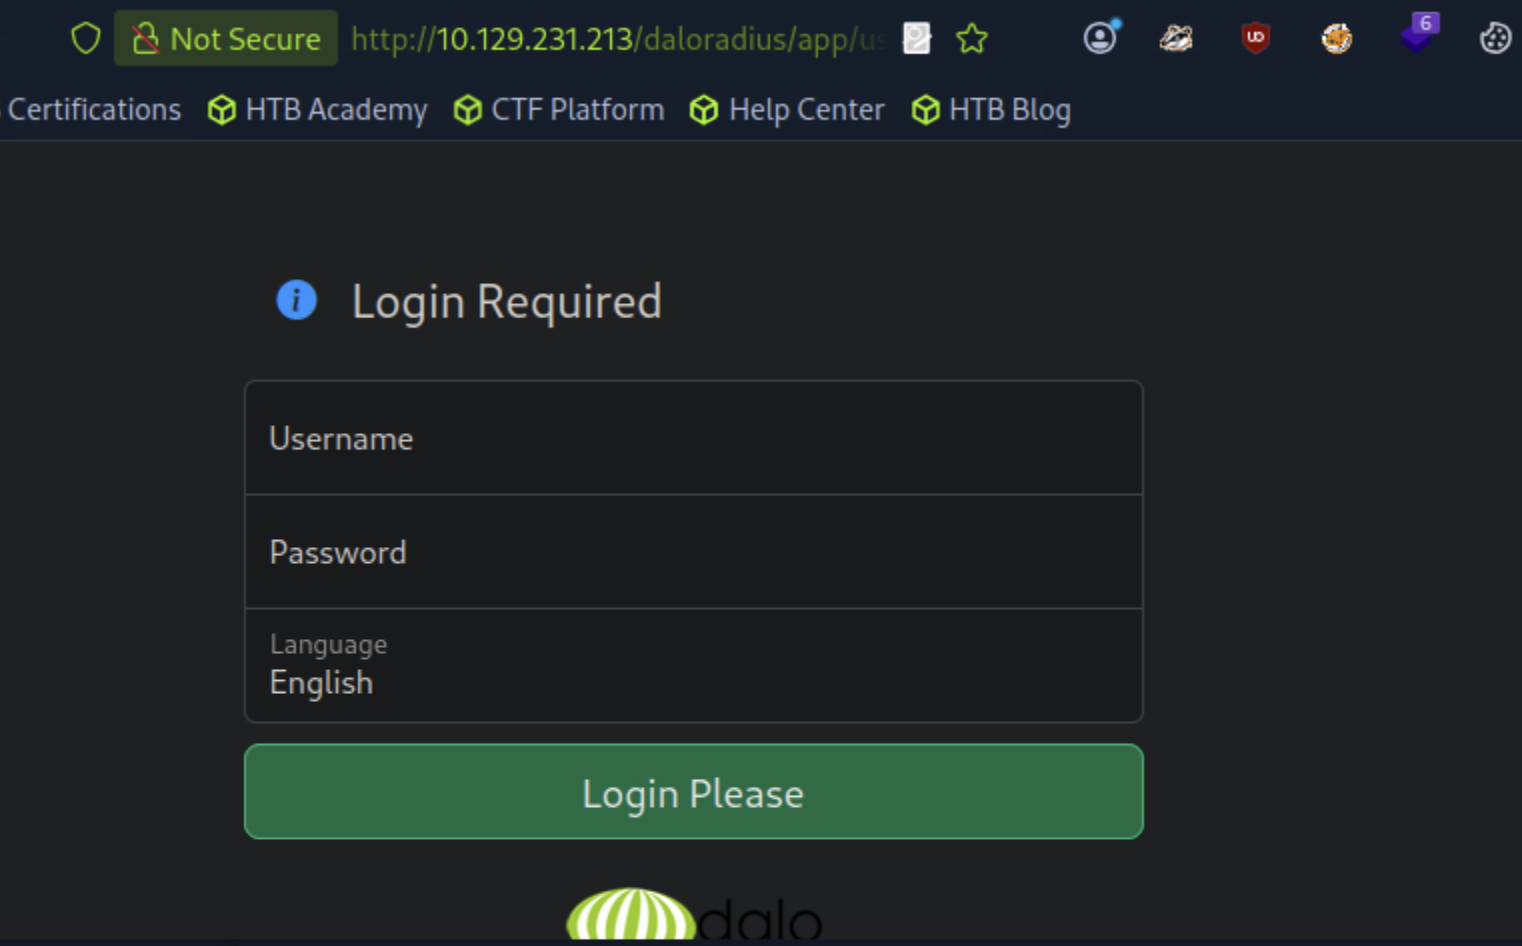 Not Secure http://10.129.231.213/daloradius/app/us 6
Certifications HTB Academy CTF Platform Help Center HTB Blog
Login Required
Username
Password
Language
English
Login Please
dalo